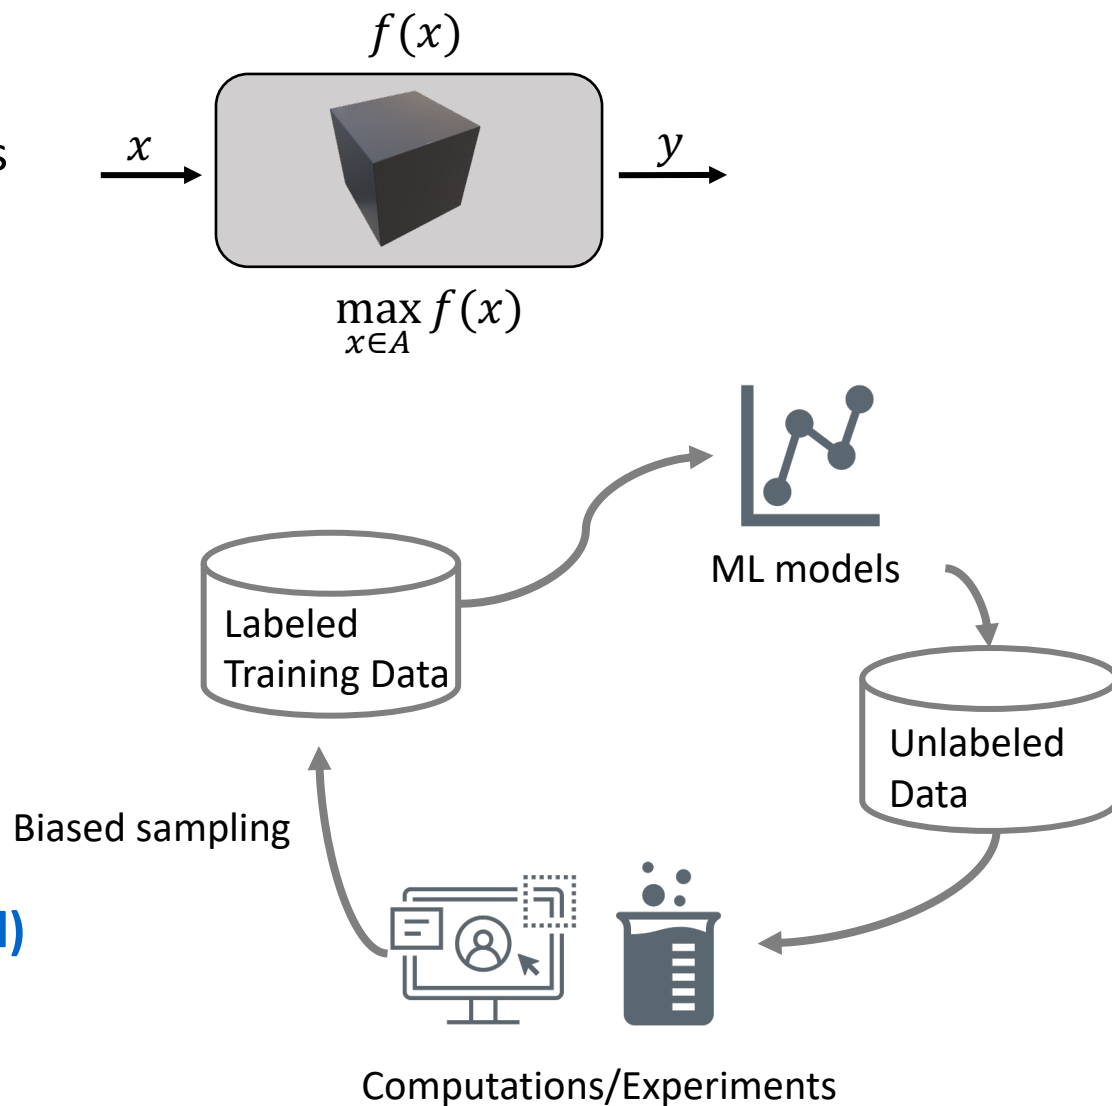 f(x)
s
x
y
max f(x)
x∈A
ML models
Labeled
Training Data
Unlabeled
Data
Biased sampling
l)
Computations/Experiments